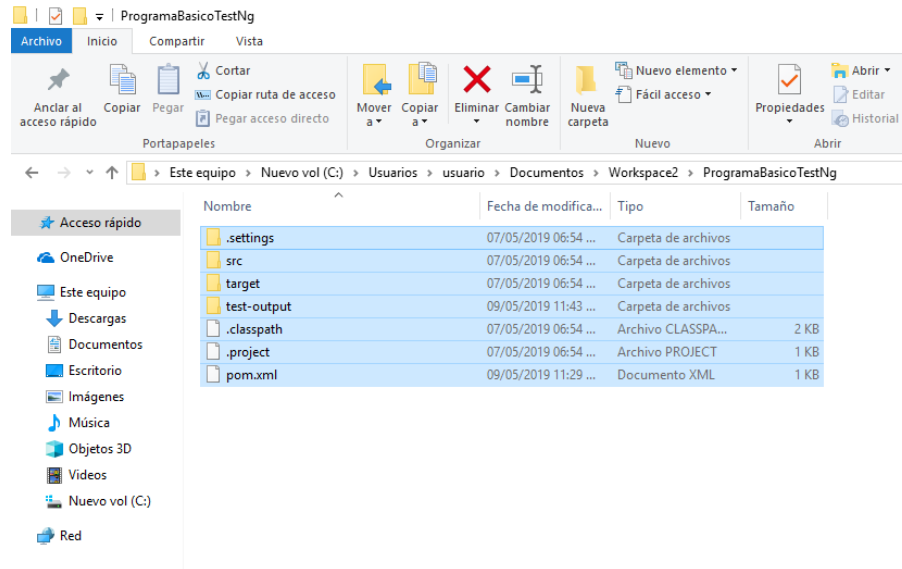 ProgramaBasicoTestNg
Archivo Inicio Compartir Vista
Anclar al acceso rápido
Copiar
Pegar
Cortar
Copiar ruta de acceso
Pegar acceso directo
Portapapeles
Mover a
Copiar a
Eliminar
Cambiar nombre
Organizar
Nueva carpeta
Nuevo elemento
Fácil acceso
Nuevo
Propiedades
Abrir
Editar
Historial
Abrir
Este equipo > Nuevo vol (C:) > Usuarios > usuario > Documentos > Workspace2 > ProgramaBasicoTestNg
Acceso rápido
OneDrive
Este equipo
Descargas
Documentos
Escritorio
Imágenes
Música
Objetos 3D
Videos
Nuevo vol (C:)
Red
Nombre Fecha de modifica... Tipo Tamaño
.settings 07/05/2019 06:54 ... Carpeta de archivos
src 07/05/2019 06:54 ... Carpeta de archivos
target 07/05/2019 06:54 ... Carpeta de archivos
test-output 09/05/2019 11:43 ... Carpeta de archivos
.classpath 07/05/2019 06:54 ... Archivo CLASSPA... 2 KB
.project 07/05/2019 06:54 ... Archivo PROJECT 1 KB
pom.xml 09/05/2019 11:29 ... Documento XML 1 KB